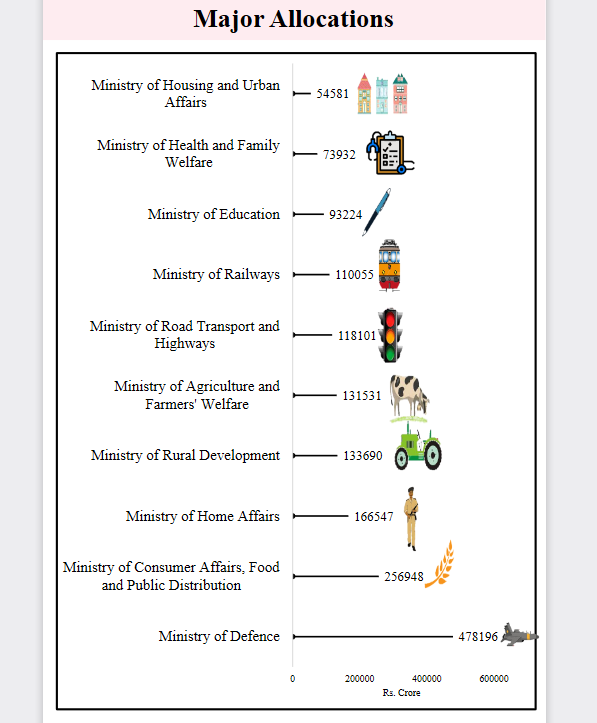 Major Allocations
Ministry of Housing and Urban
Affairs
54581
Ministry of Health and Family
Welfare
73932
Ministry of Education
93224
Ministry of Railways
110055
Ministry of Road Transport and
Highways
118101
Ministry of Agriculture and
Farmers' Welfare
131531
Ministry of Rural Development
133690
Ministry of Home Affairs
166547
Ministry of Consumer Affairs, Food
and Public Distribution
256948
Ministry of Defence
478196
0 200000 400000 600000
Rs. Crore